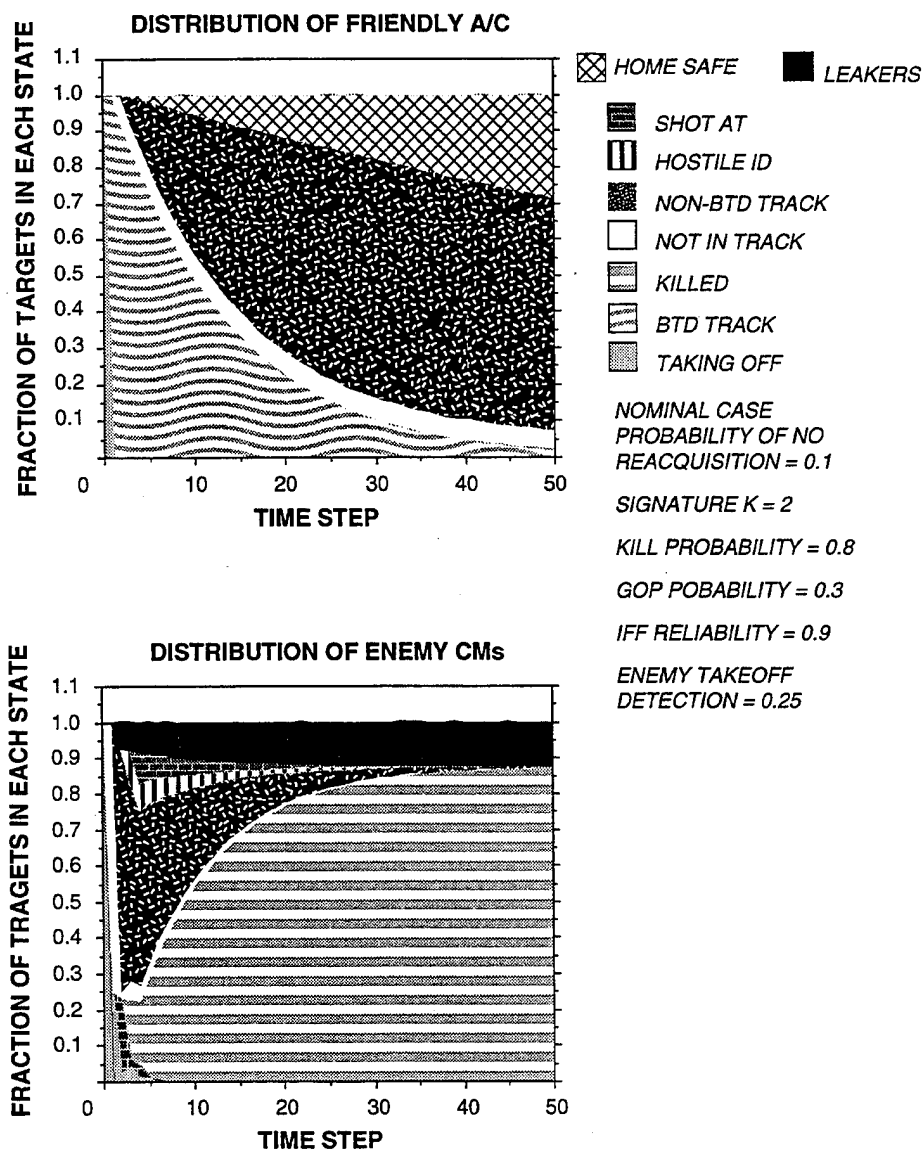 DISTRIBUTION OF FRIENDLY A/C
FRACTION OF TARGETS IN EACH STATE
1.1
1.0
0.9
0.8
0.7
0.6
0.5
0.4
0.3
0.2
0.1
0 10 20 30 40 50
TIME STEP
HOME SAFE
LEAKERS
SHOT AT
HOSTILE ID
NON-BTD TRACK
NOT IN TRACK
KILLED
BTD TRACK
TAKING OFF
NOMINAL CASE
PROBABILITY OF NO
REACQUISITION = 0.1
SIGNATURE K = 2
KILL PROBABILITY = 0.8
GOP POBABILITY = 0.3
IFF RELIABILITY = 0.9
ENEMY TAKEOFF
DETECTION = 0.25
DISTRIBUTION OF ENEMY CMs
FRACTION OF TRAGETS IN EACH STATE
1.1
1.0
0.9
0.8
0.7
0.6
0.5
0.4
0.3
0.2
0.1
0 10 20 30 40 50
TIME STEP